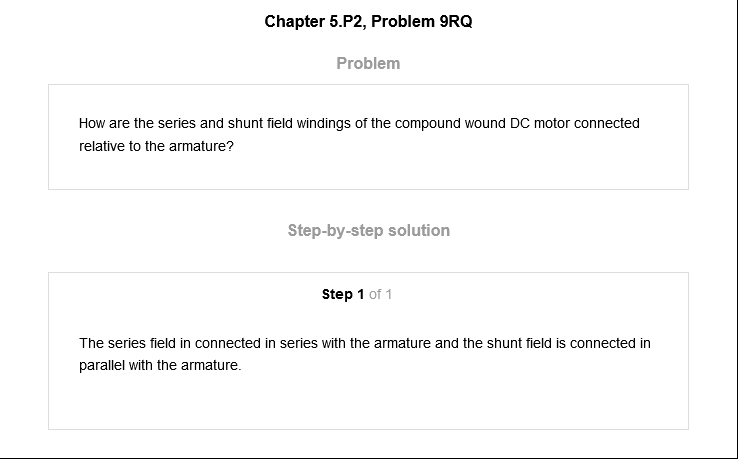 Chapter 5.P2, Problem 9RQ
Problem
How are the series and shunt field windings of the compound wound DC motor connected
relative to the armature?
Step-by-step solution
Step 1 of 1
The series field in connected in series with the armature and the shunt field is connected in
parallel with the armature.